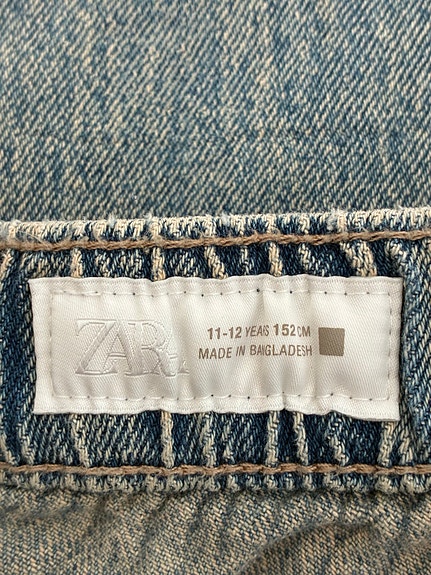 ZARA
11-12 YEARS 152CM
MADE IN BANGLADESH